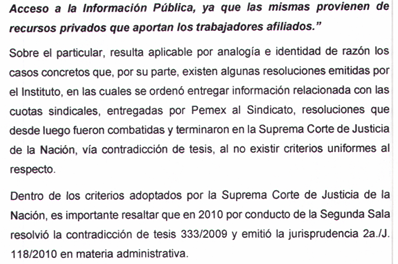 Acceso a la Información Pública, ya que las mismas provienen de
recursos privados que aportan los trabajadores afiliados.”
Sobre el particular, resulta aplicable por analogía e identidad de razón los
casos concretos que, por su parte, existen algunas resoluciones emitidas por
el Instituto, en las cuales se ordenó entregar información relacionada con las
cuotas sindicales, entregadas por Pemex al Sindicato, resoluciones que
desde luego fueron combatidas y terminaron en la Suprema Corte de Justicia
de la Nación, vía contradicción de tesis, al no existir criterios uniformes al
respecto.
Dentro de los criterios adoptados por la Suprema Corte de Justicia de la
Nación, es importante resaltar que en 2010 por conducto de la Segunda Sala
resolvió la contradicción de tesis 333/2009 y emitió la jurisprudencia 2a./J.
118/2010 en materia administrativa.